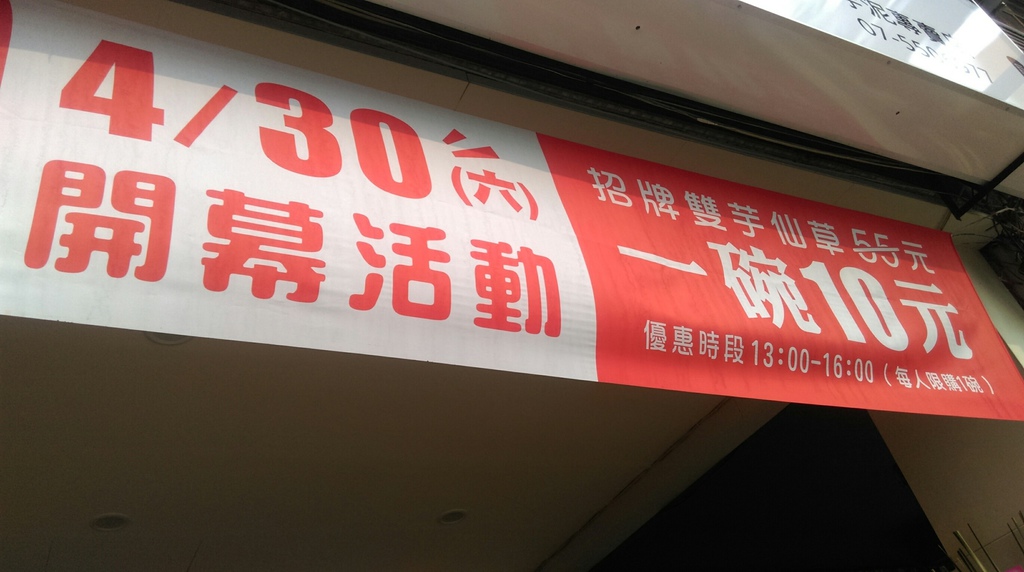 4/30(六)
開幕活動
招牌雙芋仙草55元
一碗10元
優惠時段13:00-16:00(每人限購1碗)